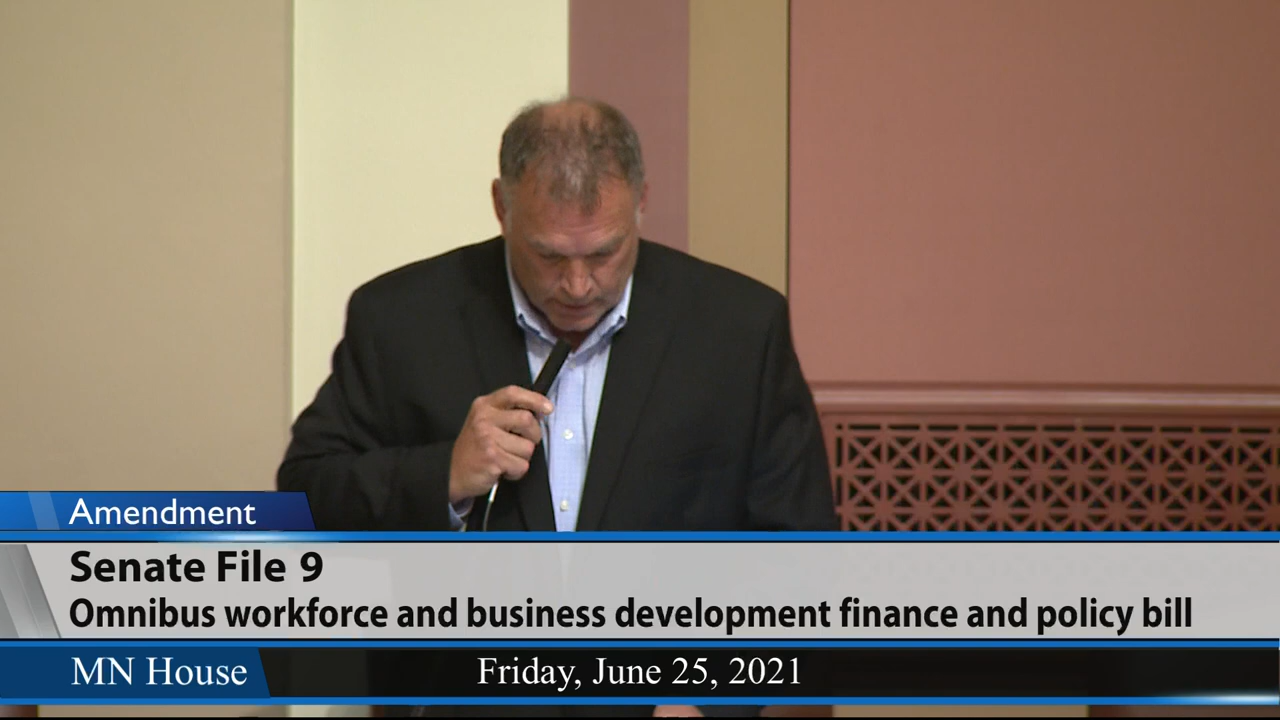 Amendment
Senate File 9
Omnibus workforce and business development finance and policy bill
MN House
Friday, June 25, 2021